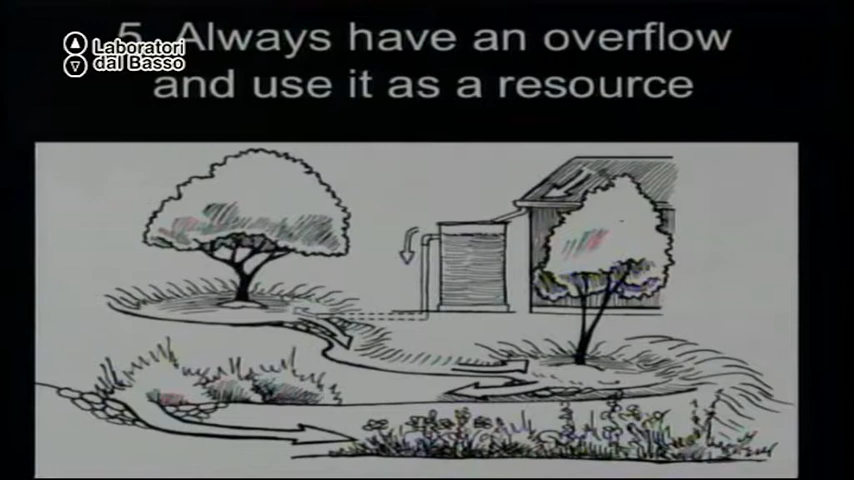 5. Always have an overflow
and use it as a resource
Laboratori
dal Basso